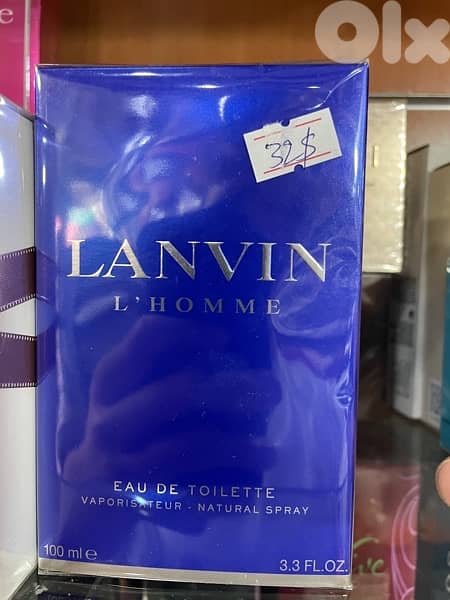 Olx
32$
LANVIN
L'HOMME
EAU DE TOILETTE
VAPORISATEUR - NATURAL SPRAY
100 ml e
3.3 FL.OZ.